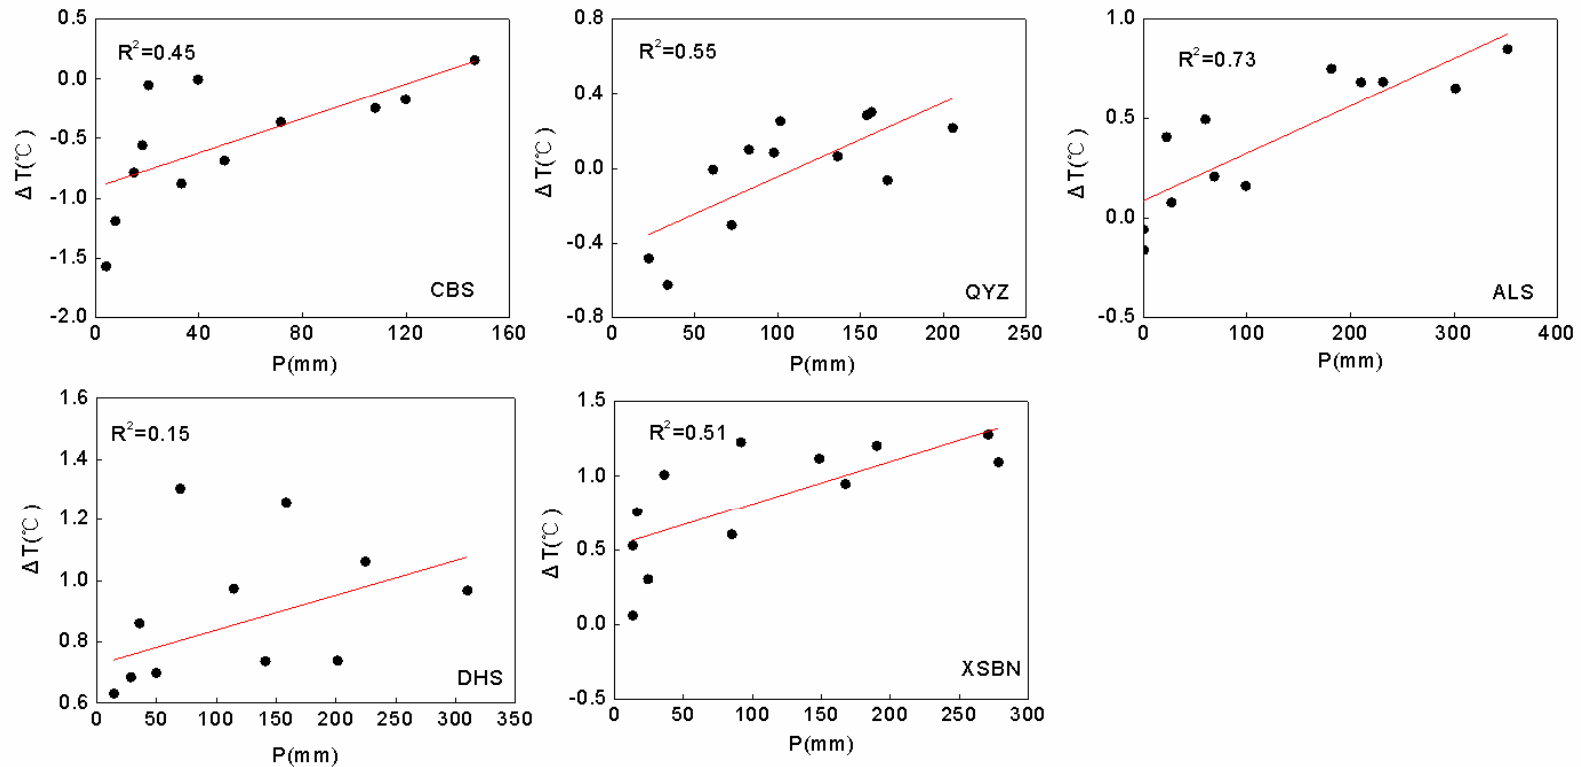 0.5
0.0
-0.5
-1.0
-1.5
-2.0
R²=0.45
CBS
ΔT(℃)
0 40 80 120 160
P(mm)
0.8
0.4
0.0
-0.4
-0.8
R²=0.55
QYZ
ΔT(℃)
0 50 100 150 200 250
P(mm)
1.0
0.5
0.0
-0.5
R²=0.73
ALS
ΔT(℃)
0 100 200 300 400
P(mm)
1.6
1.4
1.2
1.0
0.8
0.6
R²=0.15
DHS
ΔT(℃)
0 50 100 150 200 250 300 350
P(mm)
1.5
1.0
0.5
0.0
-0.5
R²=0.51
XSBN
ΔT(℃)
0 50 100 150 200 250 300
P(mm)